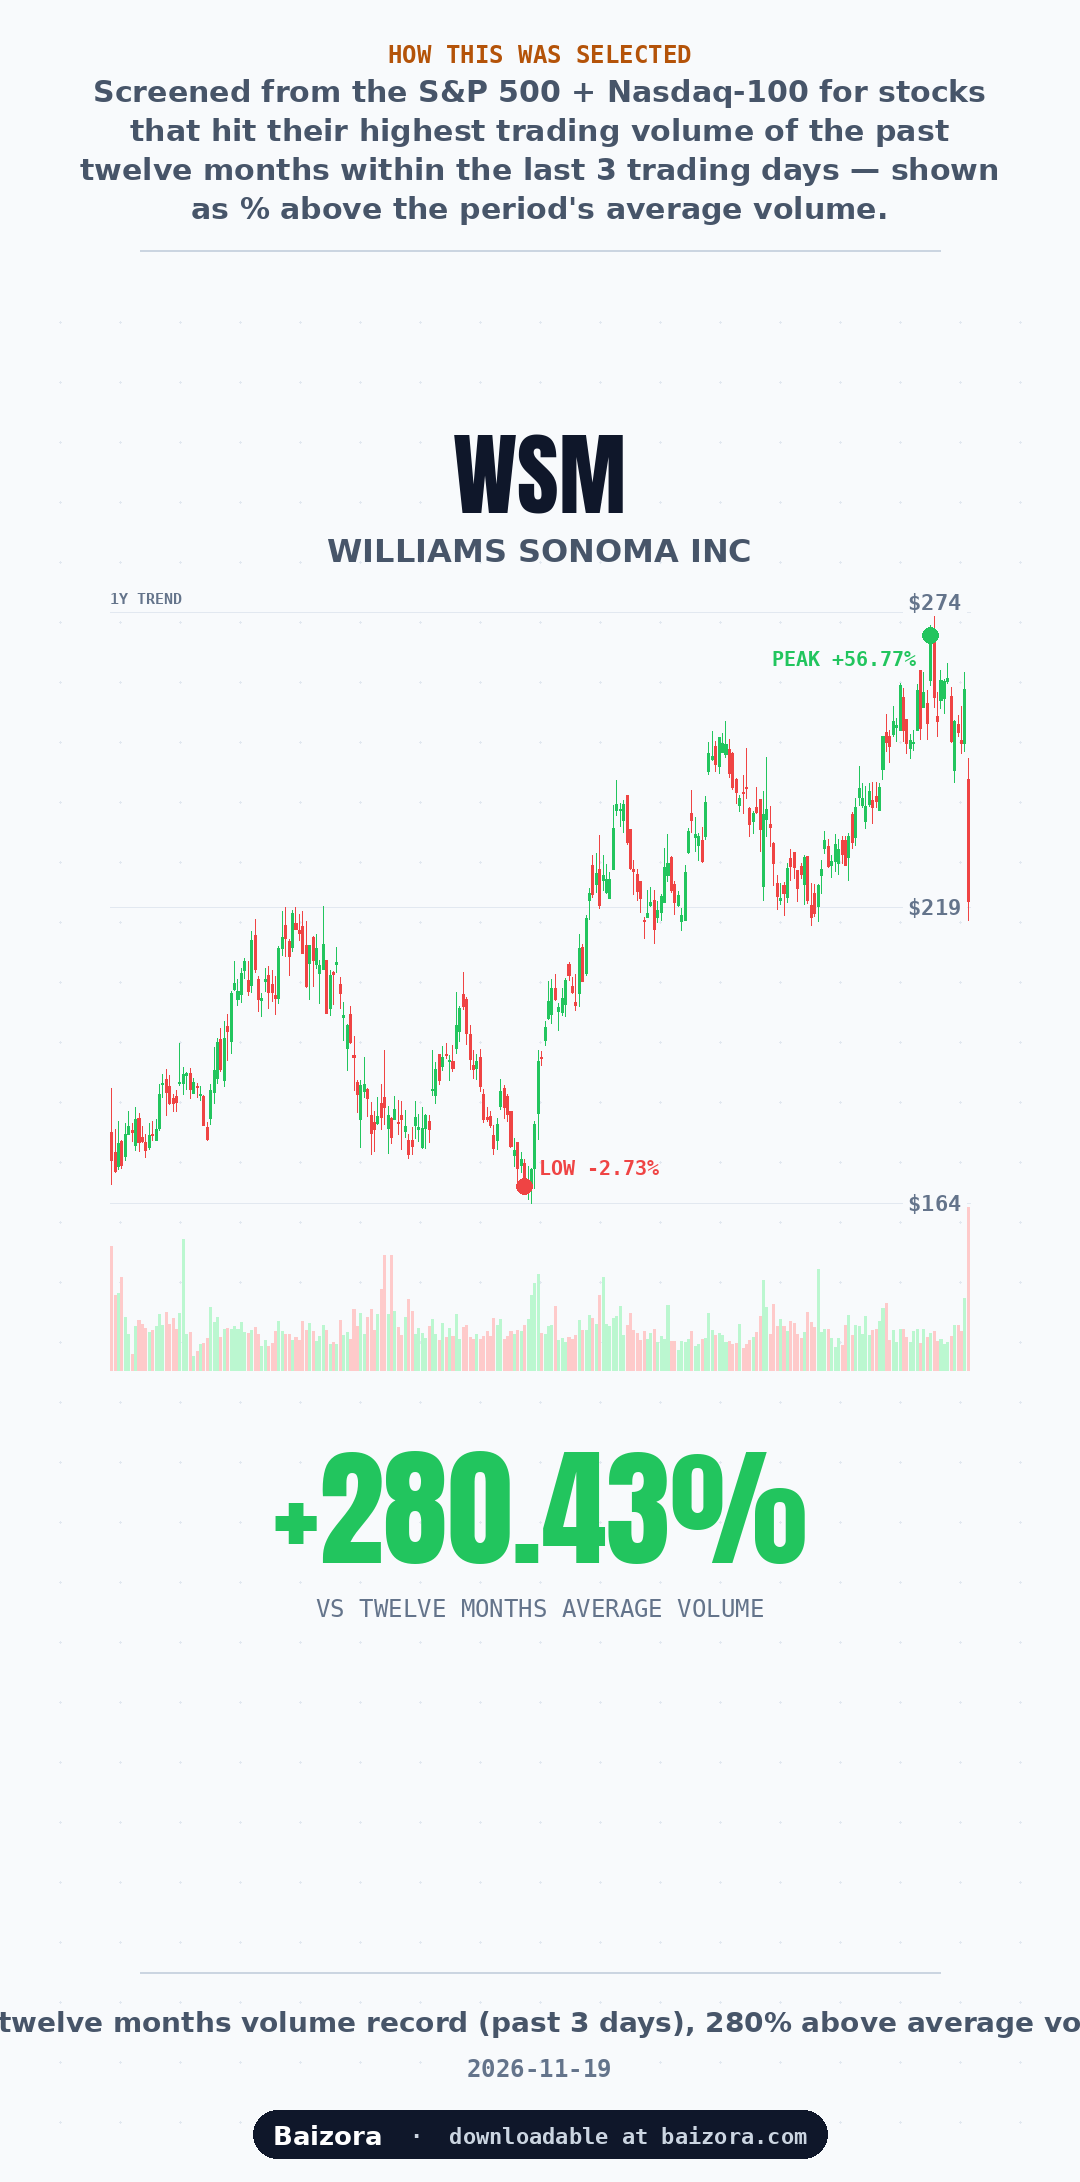 HOW THIS WAS SELECTED
Screened from the S&P 500 + Nasdaq-100 for stocks
that hit their highest trading volume of the past
twelve months within the last 3 trading days — shown
as % above the period's average volume.
WSM
WILLIAMS SONOMA INC
1Y TREND
$274
PEAK +56.77%
$219
LOW -2.73%
$164
+280.43%
VS TWELVE MONTHS AVERAGE VOLUME
twelve months volume record (past 3 days), 280% above average vo
2026-11-19
Baizora · downloadable at baizora.com